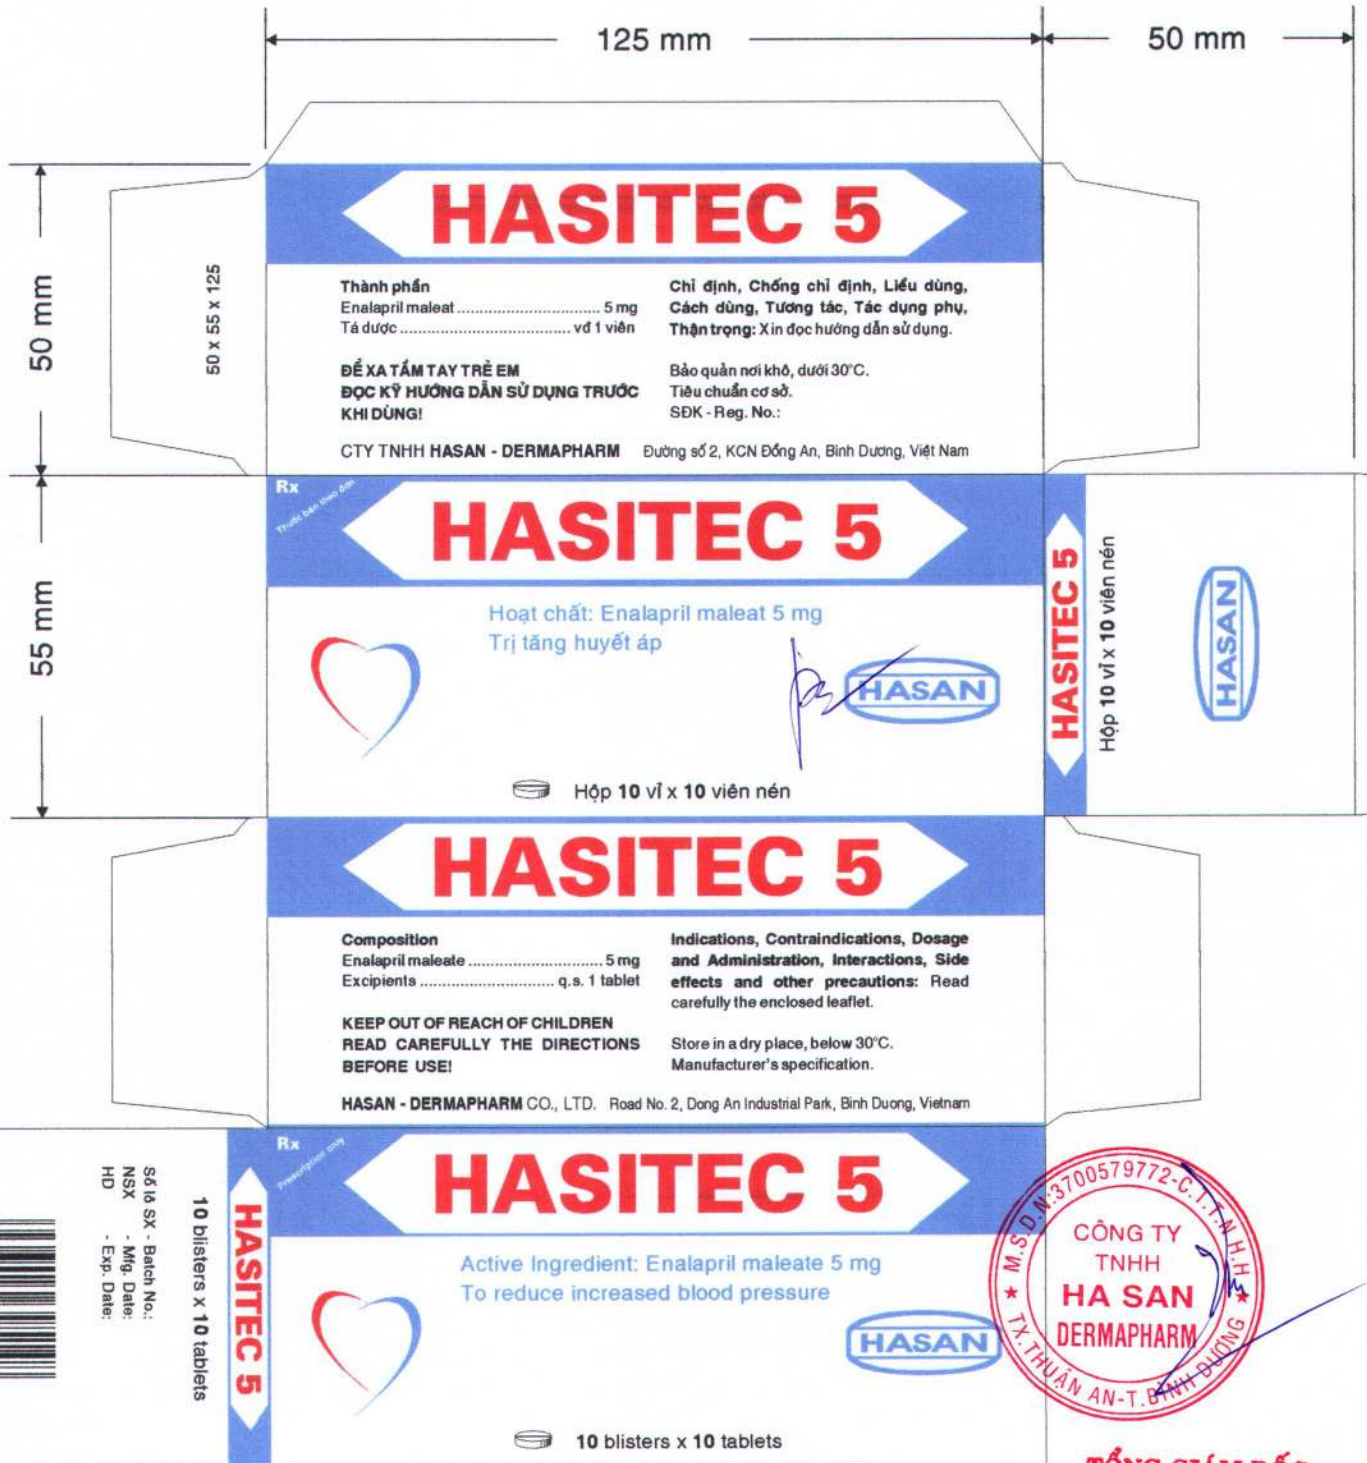 125 mm
50 mm
50 mm
55 mm
50 x 55 x 125
HASITEC 5
Thành phần
Enalapril maleat .............................. 5 mg
Tá dược .................................... vđ 1 viên
ĐỂ XA TẦM TAY TRẺ EM
ĐỌC KỸ HƯỚNG DẪN SỬ DỤNG TRƯỚC
KHI DÙNG!
Chỉ định, Chống chỉ định, Liều dùng,
Cách dùng, Tương tác, Tác dụng phụ,
Thận trọng: Xin đọc hướng dẫn sử dụng.
Bảo quản nơi khô, dưới 30°C.
Tiêu chuẩn cơ sở.
SĐK - Reg. No.:
CTY TNHH HASAN - DERMAPHARM Đường số 2, KCN Đồng An, Bình Dương, Việt Nam
Rx
Thuốc bán theo đơn
HASITEC 5
Hoạt chất: Enalapril maleat 5 mg
Trị tăng huyết áp
HASAN
Hộp 10 vỉ x 10 viên nén
HASITEC 5
Hộp 10 vỉ x 10 viên nén
HASAN
HASITEC 5
Composition
Enalapril maleate ............................ 5 mg
Excipients ............................ q.s. 1 tablet
KEEP OUT OF REACH OF CHILDREN
READ CAREFULLY THE DIRECTIONS
BEFORE USE!
Indications, Contraindications, Dosage
and Administration, Interactions, Side
effects and other precautions: Read
carefully the enclosed leaflet.
Store in a dry place, below 30°C.
Manufacturer's specification.
HASAN - DERMAPHARM CO., LTD. Road No. 2, Dong An Industrial Park, Binh Duong, Vietnam
Số lô SX - Batch No.:
NSX - Mfg. Date:
HD - Exp. Date:
10 blisters x 10 tablets
HASITEC 5
Rx
Prescription only
HASITEC 5
Active Ingredient: Enalapril maleate 5 mg
To reduce increased blood pressure
HASAN
10 blisters x 10 tablets
M.S.D.N:3700579772-C.T.T.N.H.H
CÔNG TY
TNHH
HA SAN
DERMAPHARM
TX.THUẬN AN-T.BÌNH DƯƠNG